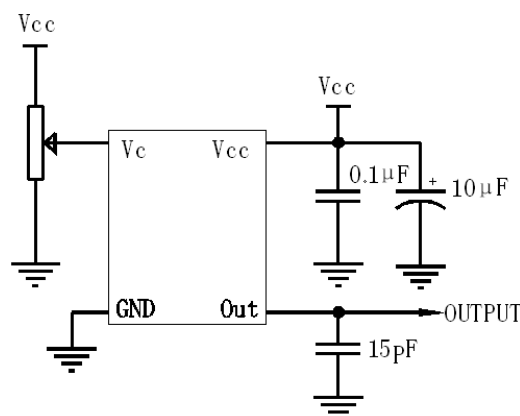 Vcc
Vcc
Vc
Vcc
0.1μF
+
10μF
GND
Out
OUTPUT
15pF